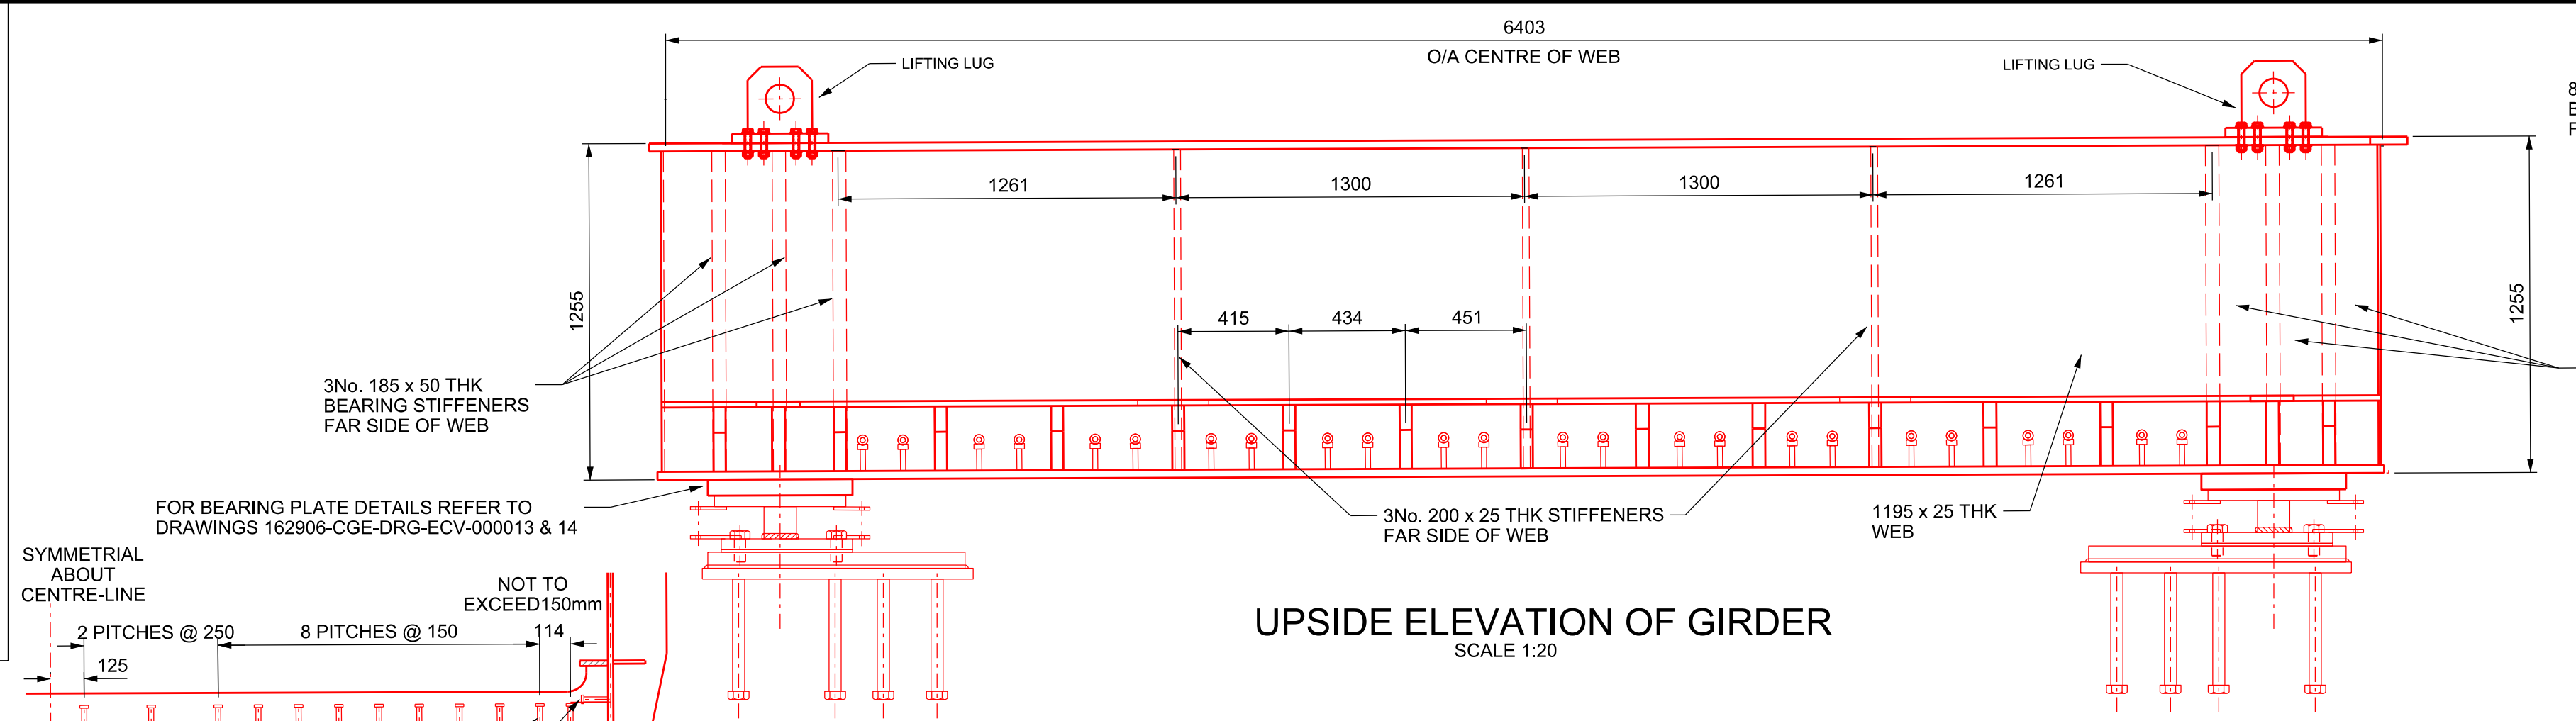 6403
O/A CENTRE OF WEB
LIFTING LUG
LIFTING LUG
8
B
F
1261
1300
1300
1261
1255
1255
415
434
451
3No. 185 x 50 THK
BEARING STIFFENERS
FAR SIDE OF WEB
FOR BEARING PLATE DETAILS REFER TO
DRAWINGS 162906-CGE-DRG-ECV-000013 & 14
3No. 200 x 25 THK STIFFENERS
FAR SIDE OF WEB
1195 x 25 THK
WEB
SYMMETRIAL
ABOUT
CENTRE-LINE
NOT TO
EXCEED150mm
2 PITCHES @ 250
8 PITCHES @ 150
114
125
UPSIDE ELEVATION OF GIRDER
SCALE 1:20